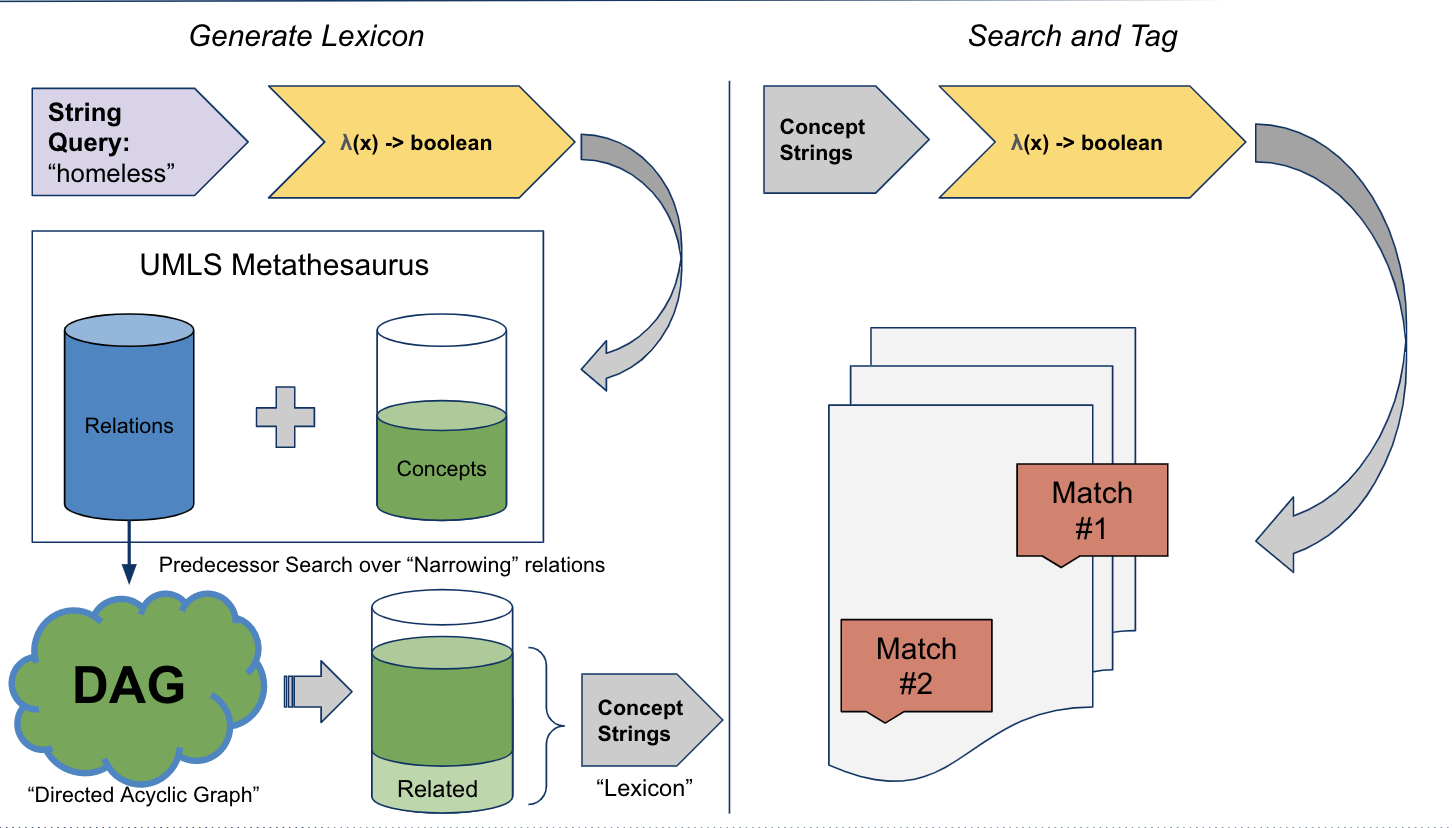 Generate Lexicon
String
Query:
“homeless”
λ(x) -> boolean
UMLS Metathesaurus
Relations
Concepts
Predecessor Search over “Narrowing” relations
DAG
“Directed Acyclic Graph”
Related
Concept
Strings
“Lexicon”
Search and Tag
Concept
Strings
λ(x) -> boolean
Match
#1
Match
#2